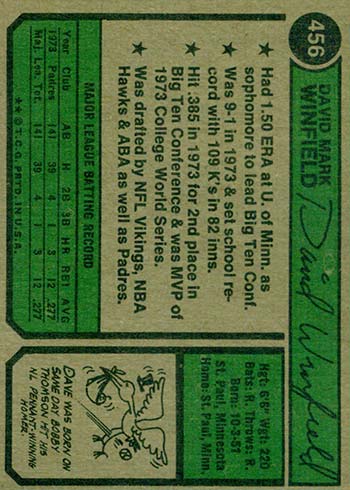 456
DAVID MARK
WINFIELD
Dave Winfield
Hgt: 6'6" Wgt: 220
Bats: R. Throws: R.
Born: 10-3-51
St. Paul, Minnesota
Home: St. Paul, Minn.
★ Had 1.50 ERA at U. of Minn. as
sophomore to lead Big Ten Conf.
★ Was 9-1 in 1973 & set school re-
cord with 109 K's in 82 inns.
Hit .385 in 1973 for 2nd place in
Big Ten Conference & was MVP of
1973 College World Series.
★ Was drafted by NFL Vikings, NBA
Hawks & ABA as well as Padres.
DAVE WAS BORN ON
SAME DAY BOBBY
THOMPSON HIT HIS
NL PENNANT-WINNING
HOMER.
MAJOR LEAGUE BATTING RECORD
Year Club AB H 2B 3B HR RBI AVG
1973 Padres 141 39 4 1 3 12 .277
Maj. Lea. Tot. 141 39 4 1 3 12 .277
★★ © T.C.G. PRTD. IN U.S.A.